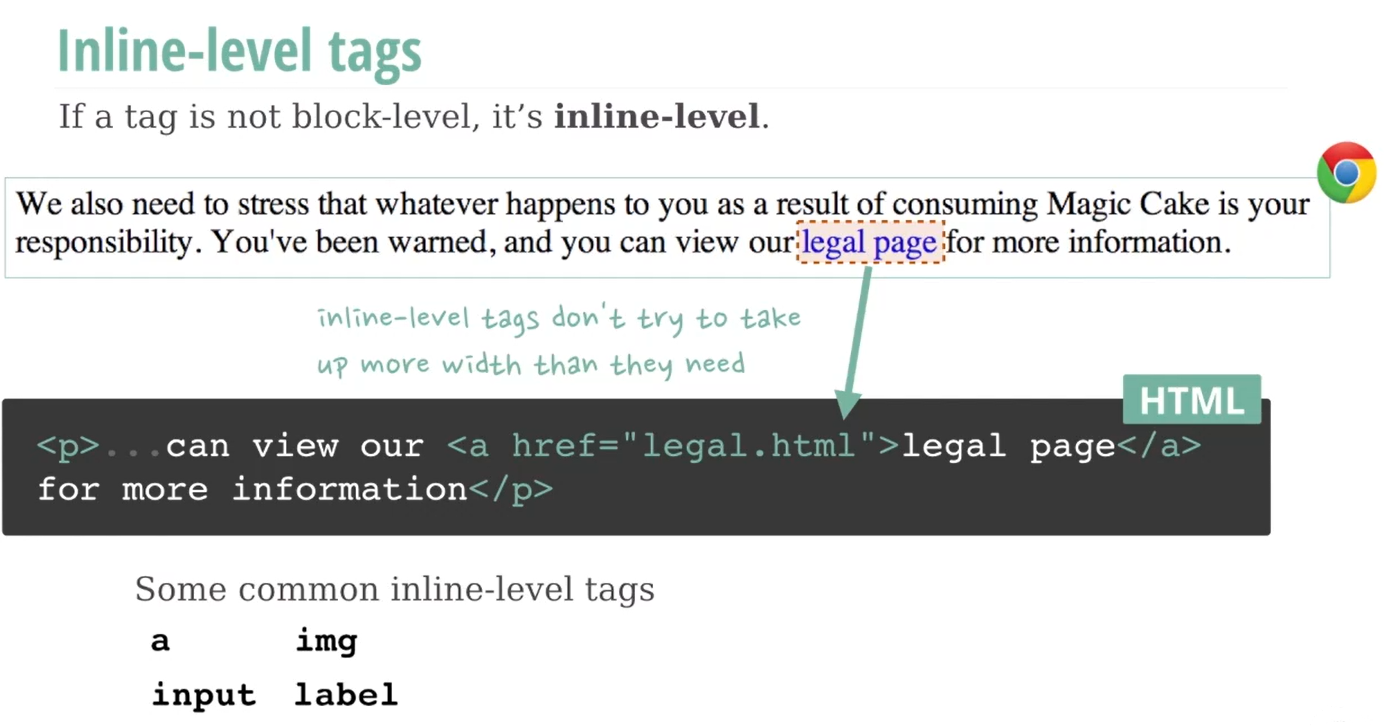 Inline-level tags
If a tag is not block-level, it’s inline-level.
We also need to stress that whatever happens to you as a result of consuming Magic Cake is your
responsibility. You've been warned, and you can view our legal page for more information.
inline-level tags don't try to take
up more width than they need
HTML
<p>...can view our <a href="legal.html">legal page</a>
for more information</p>
Some common inline-level tags
a img
input label